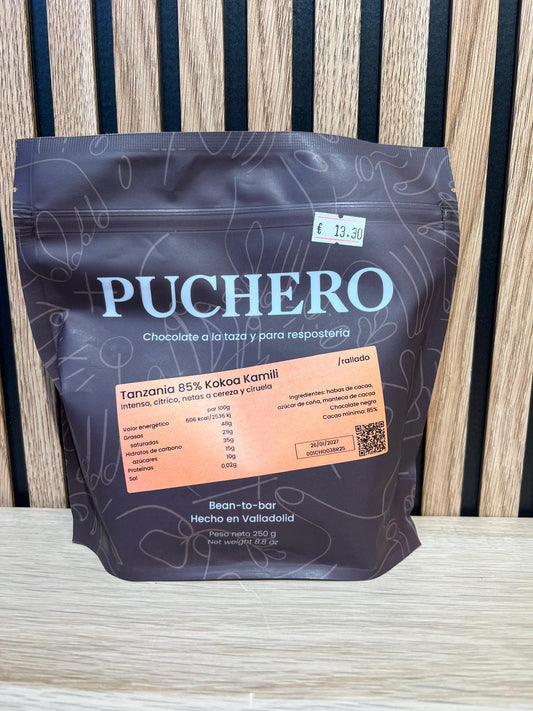 € 13.30
PUCHERO
Chocolate a la taza y para respostería
/rallado
Tanzania 85% Kokoa Kamili
Intenso, cítrico, notas a cereza y ciruela
por 100g
Valor energético 606 kcal/2536 kj
Grasas 48g
saturadas 29g
Hidratos de carbono 35g
azúcares 15g
Proteínas 10g
Sal 0,02g
Ingredientes: habas de cacao,
azúcar de caña, manteca de cacao
Chocolate negro
Cacao mínimo: 85%
26/01/2027
001CHO038R25
Bean-to-bar
Hecho en Valladolid
Peso neto 250 g
Net weight 8.8 oz